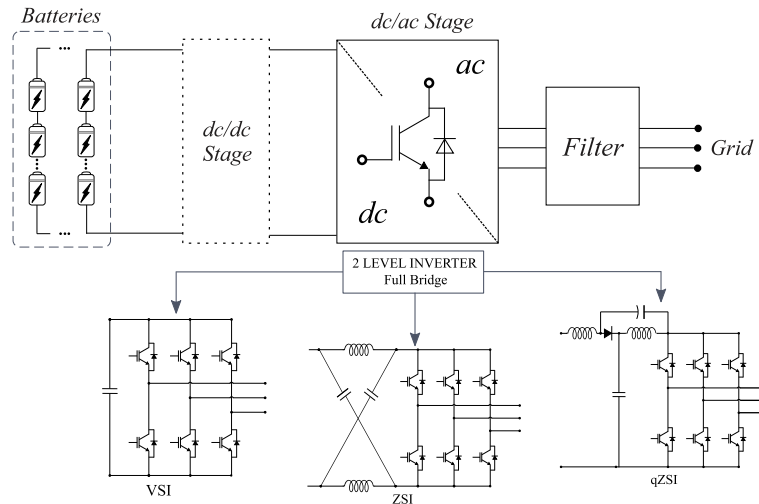 Batteries
dc/ac Stage
dc/dc
Stage
ac
dc
Filter
Grid
2 LEVEL INVERTER
Full Bridge
VSI
ZSI
qZSI